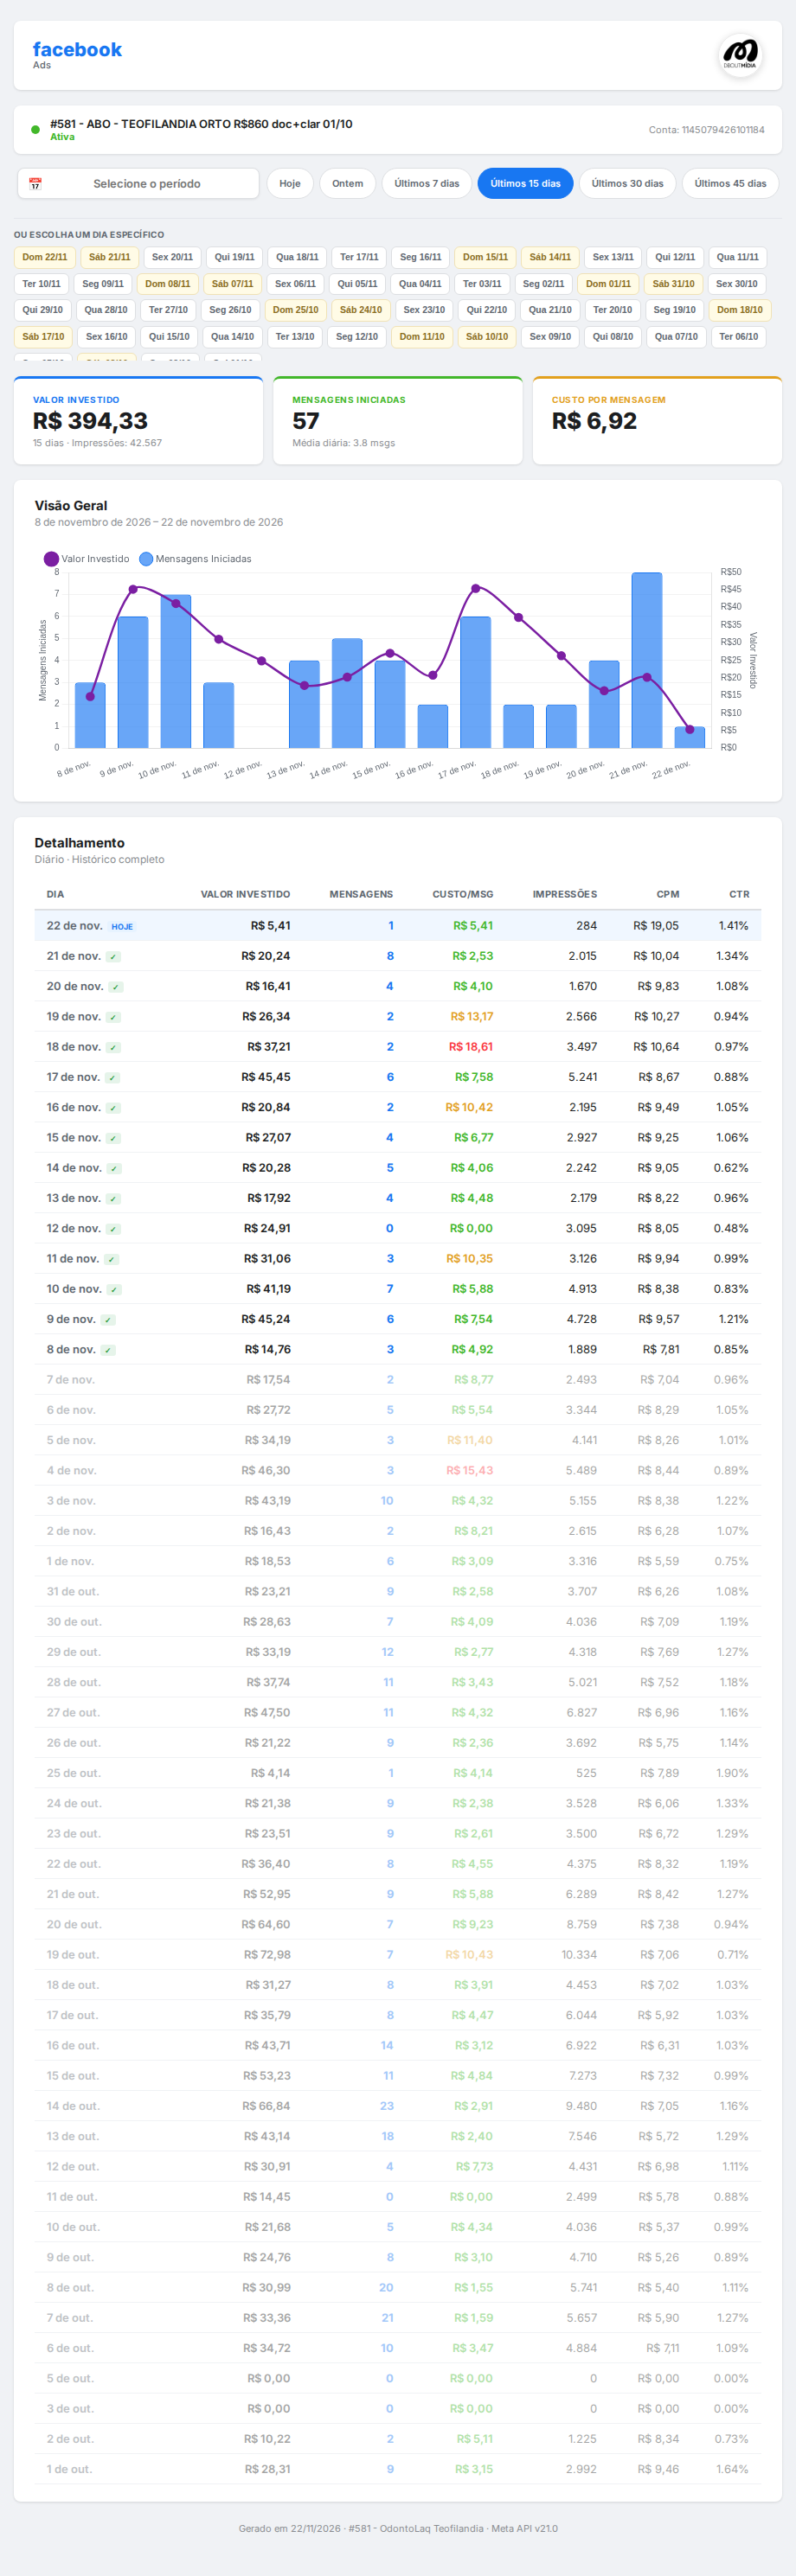 facebook
Ads
DROUTMÍDIA
#581 - ABO - TEOFILANDIA ORTO R$860 doc+clar 01/10
Ativa
Conta: 1145079426101184
Selecione o período
Hoje
Ontem
Últimos 7 dias
Últimos 15 dias
Últimos 30 dias
Últimos 45 dias
OU ESCOLHA UM DIA ESPECÍFICO
Dom 22/11 Sáb 21/11 Sex 20/11 Qui 19/11 Qua 18/11 Ter 17/11 Seg 16/11 Dom 15/11 Sáb 14/11 Sex 13/11 Qui 12/11 Qua 11/11
Ter 10/11 Seg 09/11 Dom 08/11 Sáb 07/11 Sex 06/11 Qui 05/11 Qua 04/11 Ter 03/11 Seg 02/11 Dom 01/11 Sáb 31/10 Sex 30/10
Qui 29/10 Qua 28/10 Ter 27/10 Seg 26/10 Dom 25/10 Sáb 24/10 Sex 23/10 Qui 22/10 Qua 21/10 Ter 20/10 Seg 19/10 Dom 18/10
Sáb 17/10 Sex 16/10 Qui 15/10 Qua 14/10 Ter 13/10 Seg 12/10 Dom 11/10 Sáb 10/10 Sex 09/10 Qui 08/10 Qua 07/10 Ter 06/10
VALOR INVESTIDO
R$ 394,33
15 dias · Impressões: 42.567
MENSAGENS INICIADAS
57
Média diária: 3.8 msgs
CUSTO POR MENSAGEM
R$ 6,92
Visão Geral
8 de novembro de 2026 – 22 de novembro de 2026
Valor Investido Mensagens Iniciadas
Mensagens Iniciadas
8
7
6
5
4
3
2
1
0
R$50
R$45
R$40
R$35
R$30
R$25
R$20
R$15
R$10
R$5
R$0
Valor Investido
8 de nov. 9 de nov. 10 de nov. 11 de nov. 12 de nov. 13 de nov. 14 de nov. 15 de nov. 16 de nov. 17 de nov. 18 de nov. 19 de nov. 20 de nov. 21 de nov. 22 de nov.
Detalhamento
Diário · Histórico completo
DIA VALOR INVESTIDO MENSAGENS CUSTO/MSG IMPRESSÕES CPM CTR
22 de nov. HOJE R$ 5,41 1 R$ 5,41 284 R$ 19,05 1.41%
21 de nov. ✓ R$ 20,24 8 R$ 2,53 2.015 R$ 10,04 1.34%
20 de nov. ✓ R$ 16,41 4 R$ 4,10 1.670 R$ 9,83 1.08%
19 de nov. ✓ R$ 26,34 2 R$ 13,17 2.566 R$ 10,27 0.94%
18 de nov. ✓ R$ 37,21 2 R$ 18,61 3.497 R$ 10,64 0.97%
17 de nov. ✓ R$ 45,45 6 R$ 7,58 5.241 R$ 8,67 0.88%
16 de nov. ✓ R$ 20,84 2 R$ 10,42 2.195 R$ 9,49 1.05%
15 de nov. ✓ R$ 27,07 4 R$ 6,77 2.927 R$ 9,25 1.06%
14 de nov. ✓ R$ 20,28 5 R$ 4,06 2.242 R$ 9,05 0.62%
13 de nov. ✓ R$ 17,92 4 R$ 4,48 2.179 R$ 8,22 0.96%
12 de nov. ✓ R$ 24,91 0 R$ 0,00 3.095 R$ 8,05 0.48%
11 de nov. ✓ R$ 31,06 3 R$ 10,35 3.126 R$ 9,94 0.99%
10 de nov. ✓ R$ 41,19 7 R$ 5,88 4.913 R$ 8,38 0.83%
9 de nov. ✓ R$ 45,24 6 R$ 7,54 4.728 R$ 9,57 1.21%
8 de nov. ✓ R$ 14,76 3 R$ 4,92 1.889 R$ 7,81 0.85%
7 de nov. R$ 17,54 2 R$ 8,77 2.493 R$ 7,04 0.96%
6 de nov. R$ 27,72 5 R$ 5,54 3.344 R$ 8,29 1.05%
5 de nov. R$ 34,19 3 R$ 11,40 4.141 R$ 8,26 1.01%
4 de nov. R$ 46,30 3 R$ 15,43 5.489 R$ 8,44 0.89%
3 de nov. R$ 43,19 10 R$ 4,32 5.155 R$ 8,38 1.22%
2 de nov. R$ 16,43 2 R$ 8,21 2.615 R$ 6,28 1.07%
1 de nov. R$ 18,53 6 R$ 3,09 3.316 R$ 5,59 0.75%
31 de out. R$ 23,21 9 R$ 2,58 3.707 R$ 6,26 1.08%
30 de out. R$ 28,63 7 R$ 4,09 4.036 R$ 7,09 1.19%
29 de out. R$ 33,19 12 R$ 2,77 4.318 R$ 7,69 1.27%
28 de out. R$ 37,74 11 R$ 3,43 5.021 R$ 7,52 1.18%
27 de out. R$ 47,50 11 R$ 4,32 6.827 R$ 6,96 1.16%
26 de out. R$ 21,22 9 R$ 2,36 3.692 R$ 5,75 1.14%
25 de out. R$ 4,14 1 R$ 4,14 525 R$ 7,89 1.90%
24 de out. R$ 21,38 9 R$ 2,38 3.528 R$ 6,06 1.33%
23 de out. R$ 23,51 9 R$ 2,61 3.500 R$ 6,72 1.29%
22 de out. R$ 36,40 8 R$ 4,55 4.375 R$ 8,32 1.19%
21 de out. R$ 52,95 9 R$ 5,88 6.289 R$ 8,42 1.27%
20 de out. R$ 64,60 7 R$ 9,23 8.759 R$ 7,38 0.94%
19 de out. R$ 72,98 7 R$ 10,43 10.334 R$ 7,06 0.71%
18 de out. R$ 31,27 8 R$ 3,91 4.453 R$ 7,02 1.03%
17 de out. R$ 35,79 8 R$ 4,47 6.044 R$ 5,92 1.03%
16 de out. R$ 43,71 14 R$ 3,12 6.922 R$ 6,31 1.03%
15 de out. R$ 53,23 11 R$ 4,84 7.273 R$ 7,32 0.99%
14 de out. R$ 66,84 23 R$ 2,91 9.480 R$ 7,05 1.16%
13 de out. R$ 43,14 18 R$ 2,40 7.546 R$ 5,72 1.29%
12 de out. R$ 30,91 4 R$ 7,73 4.431 R$ 6,98 1.11%
11 de out. R$ 14,45 0 R$ 0,00 2.499 R$ 5,78 0.88%
10 de out. R$ 21,68 5 R$ 4,34 4.036 R$ 5,37 0.99%
9 de out. R$ 24,76 8 R$ 3,10 4.710 R$ 5,26 0.89%
8 de out. R$ 30,99 20 R$ 1,55 5.741 R$ 5,40 1.11%
7 de out. R$ 33,36 21 R$ 1,59 5.657 R$ 5,90 1.27%
6 de out. R$ 34,72 10 R$ 3,47 4.884 R$ 7,11 1.09%
5 de out. R$ 0,00 0 R$ 0,00 0 R$ 0,00 0.00%
3 de out. R$ 0,00 0 R$ 0,00 0 R$ 0,00 0.00%
2 de out. R$ 10,22 2 R$ 5,11 1.225 R$ 8,34 0.73%
1 de out. R$ 28,31 9 R$ 3,15 2.992 R$ 9,46 1.64%
Gerado em 22/11/2026 · #581 - OdontoLaq Teofilandia · Meta API v21.0